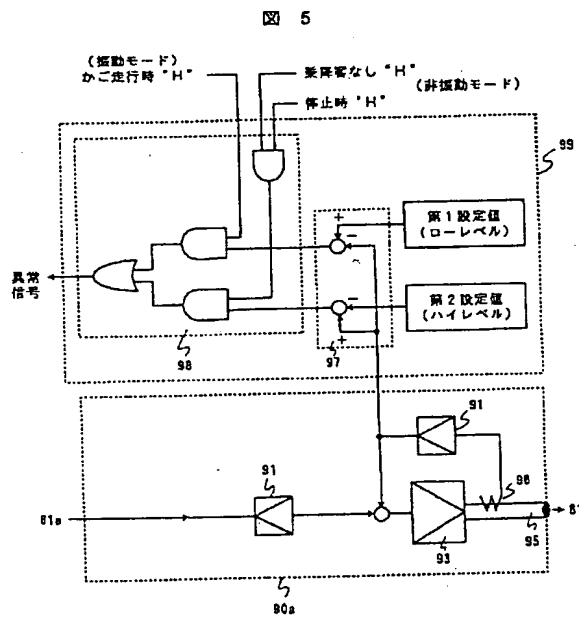 図 5
(振動モード)
かご走行時 "H"
乗降客なし "H"
(非振動モード)
停止時 "H"
99
+
-
第1設定値
(ローレベル)
異常
信号
-
第2設定値
(ハイレベル)
+
98
97
91
91
96
81a
93
95
90a